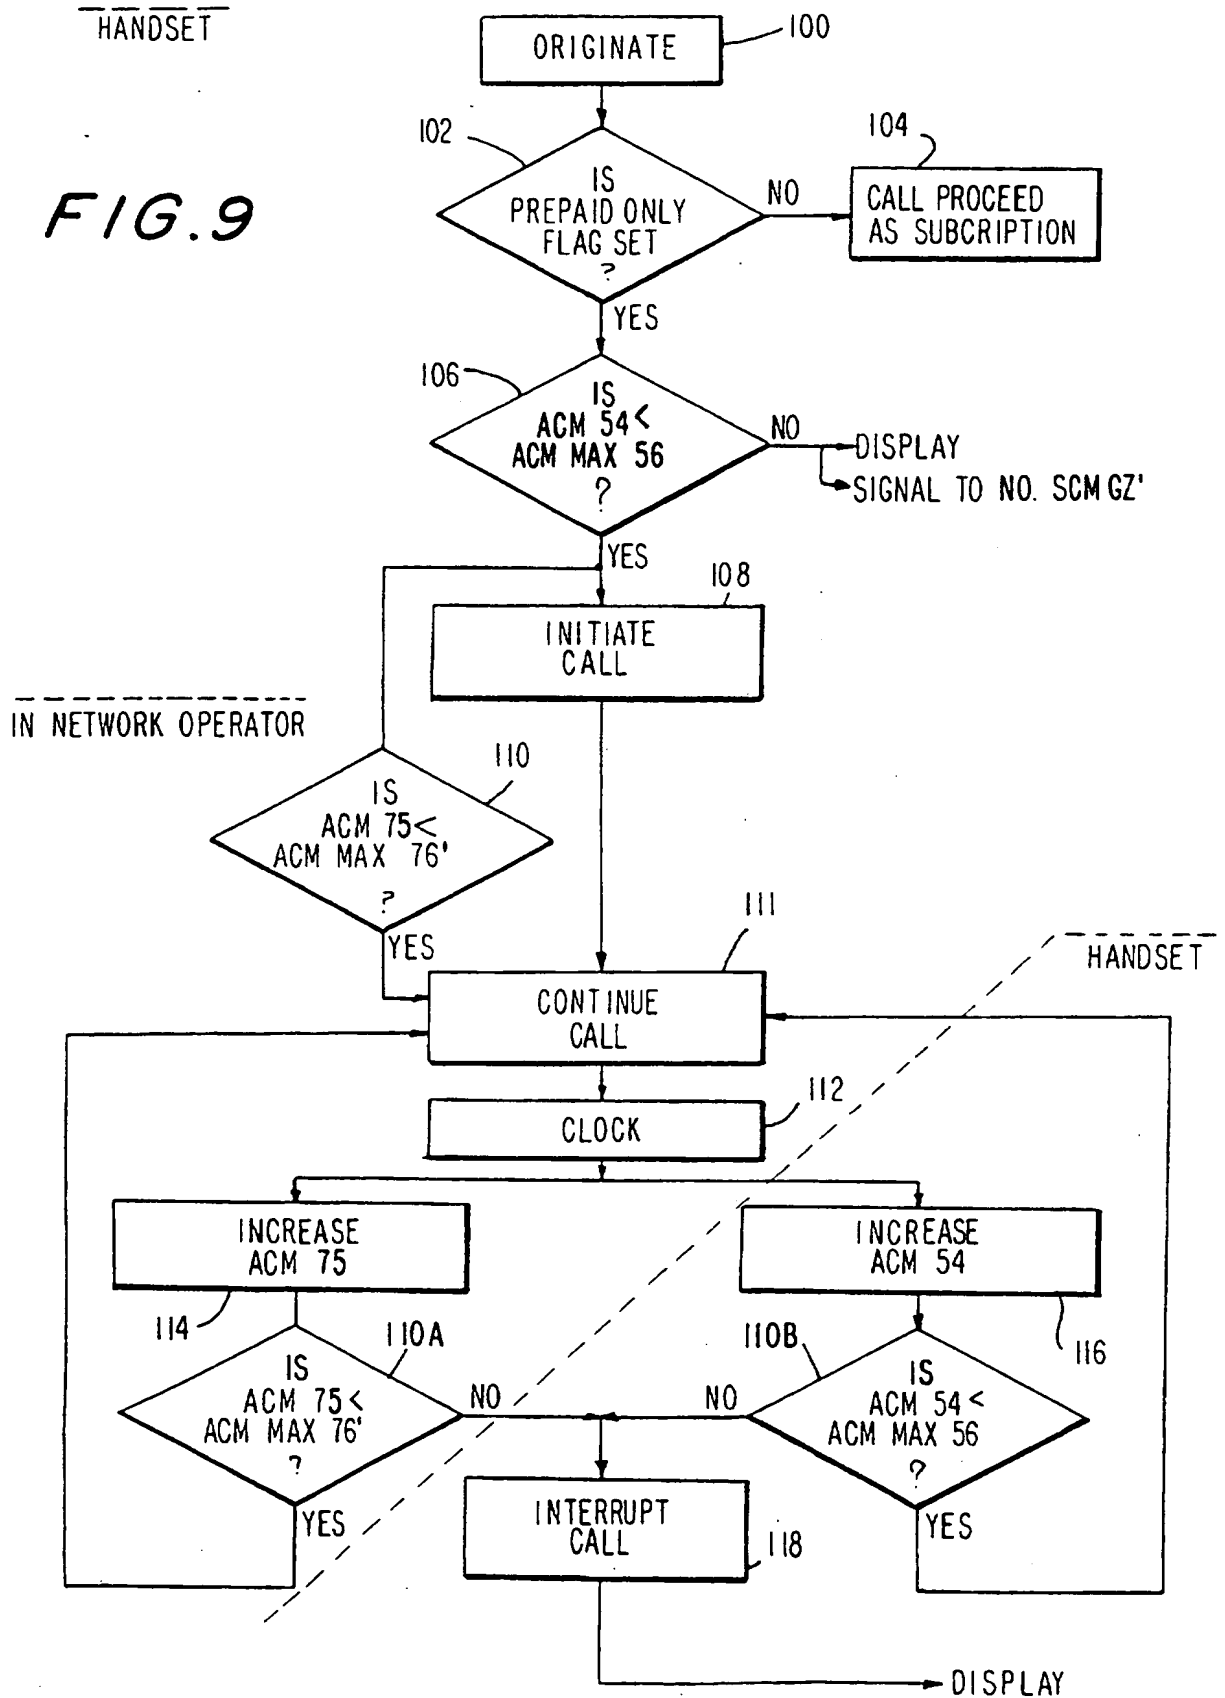 HANDSET
ORIGINATE
100
102
104
FIG.9
IS
PREPAID ONLY
FLAG SET
?
NO
CALL PROCEED
AS SUBCRIPTION
YES
106
IS
ACM 54<
ACM MAX 56
?
NO
DISPLAY
SIGNAL TO NO. SCM GZ'
YES
108
INITIATE
CALL
IN NETWORK OPERATOR
110
IS
ACM 75<
ACM MAX 76'
?
YES
111
HANDSET
CONTINUE
CALL
112
CLOCK
INCREASE
ACM 75
INCREASE
ACM 54
114
110A
110B
116
IS
ACM 75<
ACM MAX 76'
?
NO
NO
IS
ACM 54<
ACM MAX 56
?
YES
INTERRUPT
CALL
118
YES
DISPLAY